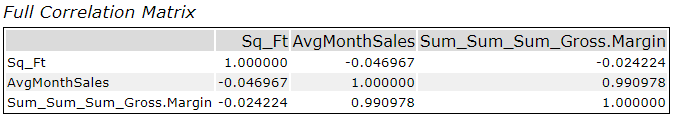 Full Correlation Matrix
Sq_Ft AvgMonthSales Sum_Sum_Sum_Gross.Margin
Sq_Ft 1.000000 -0.046967 -0.024224
AvgMonthSales -0.046967 1.000000 0.990978
Sum_Sum_Sum_Gross.Margin -0.024224 0.990978 1.000000